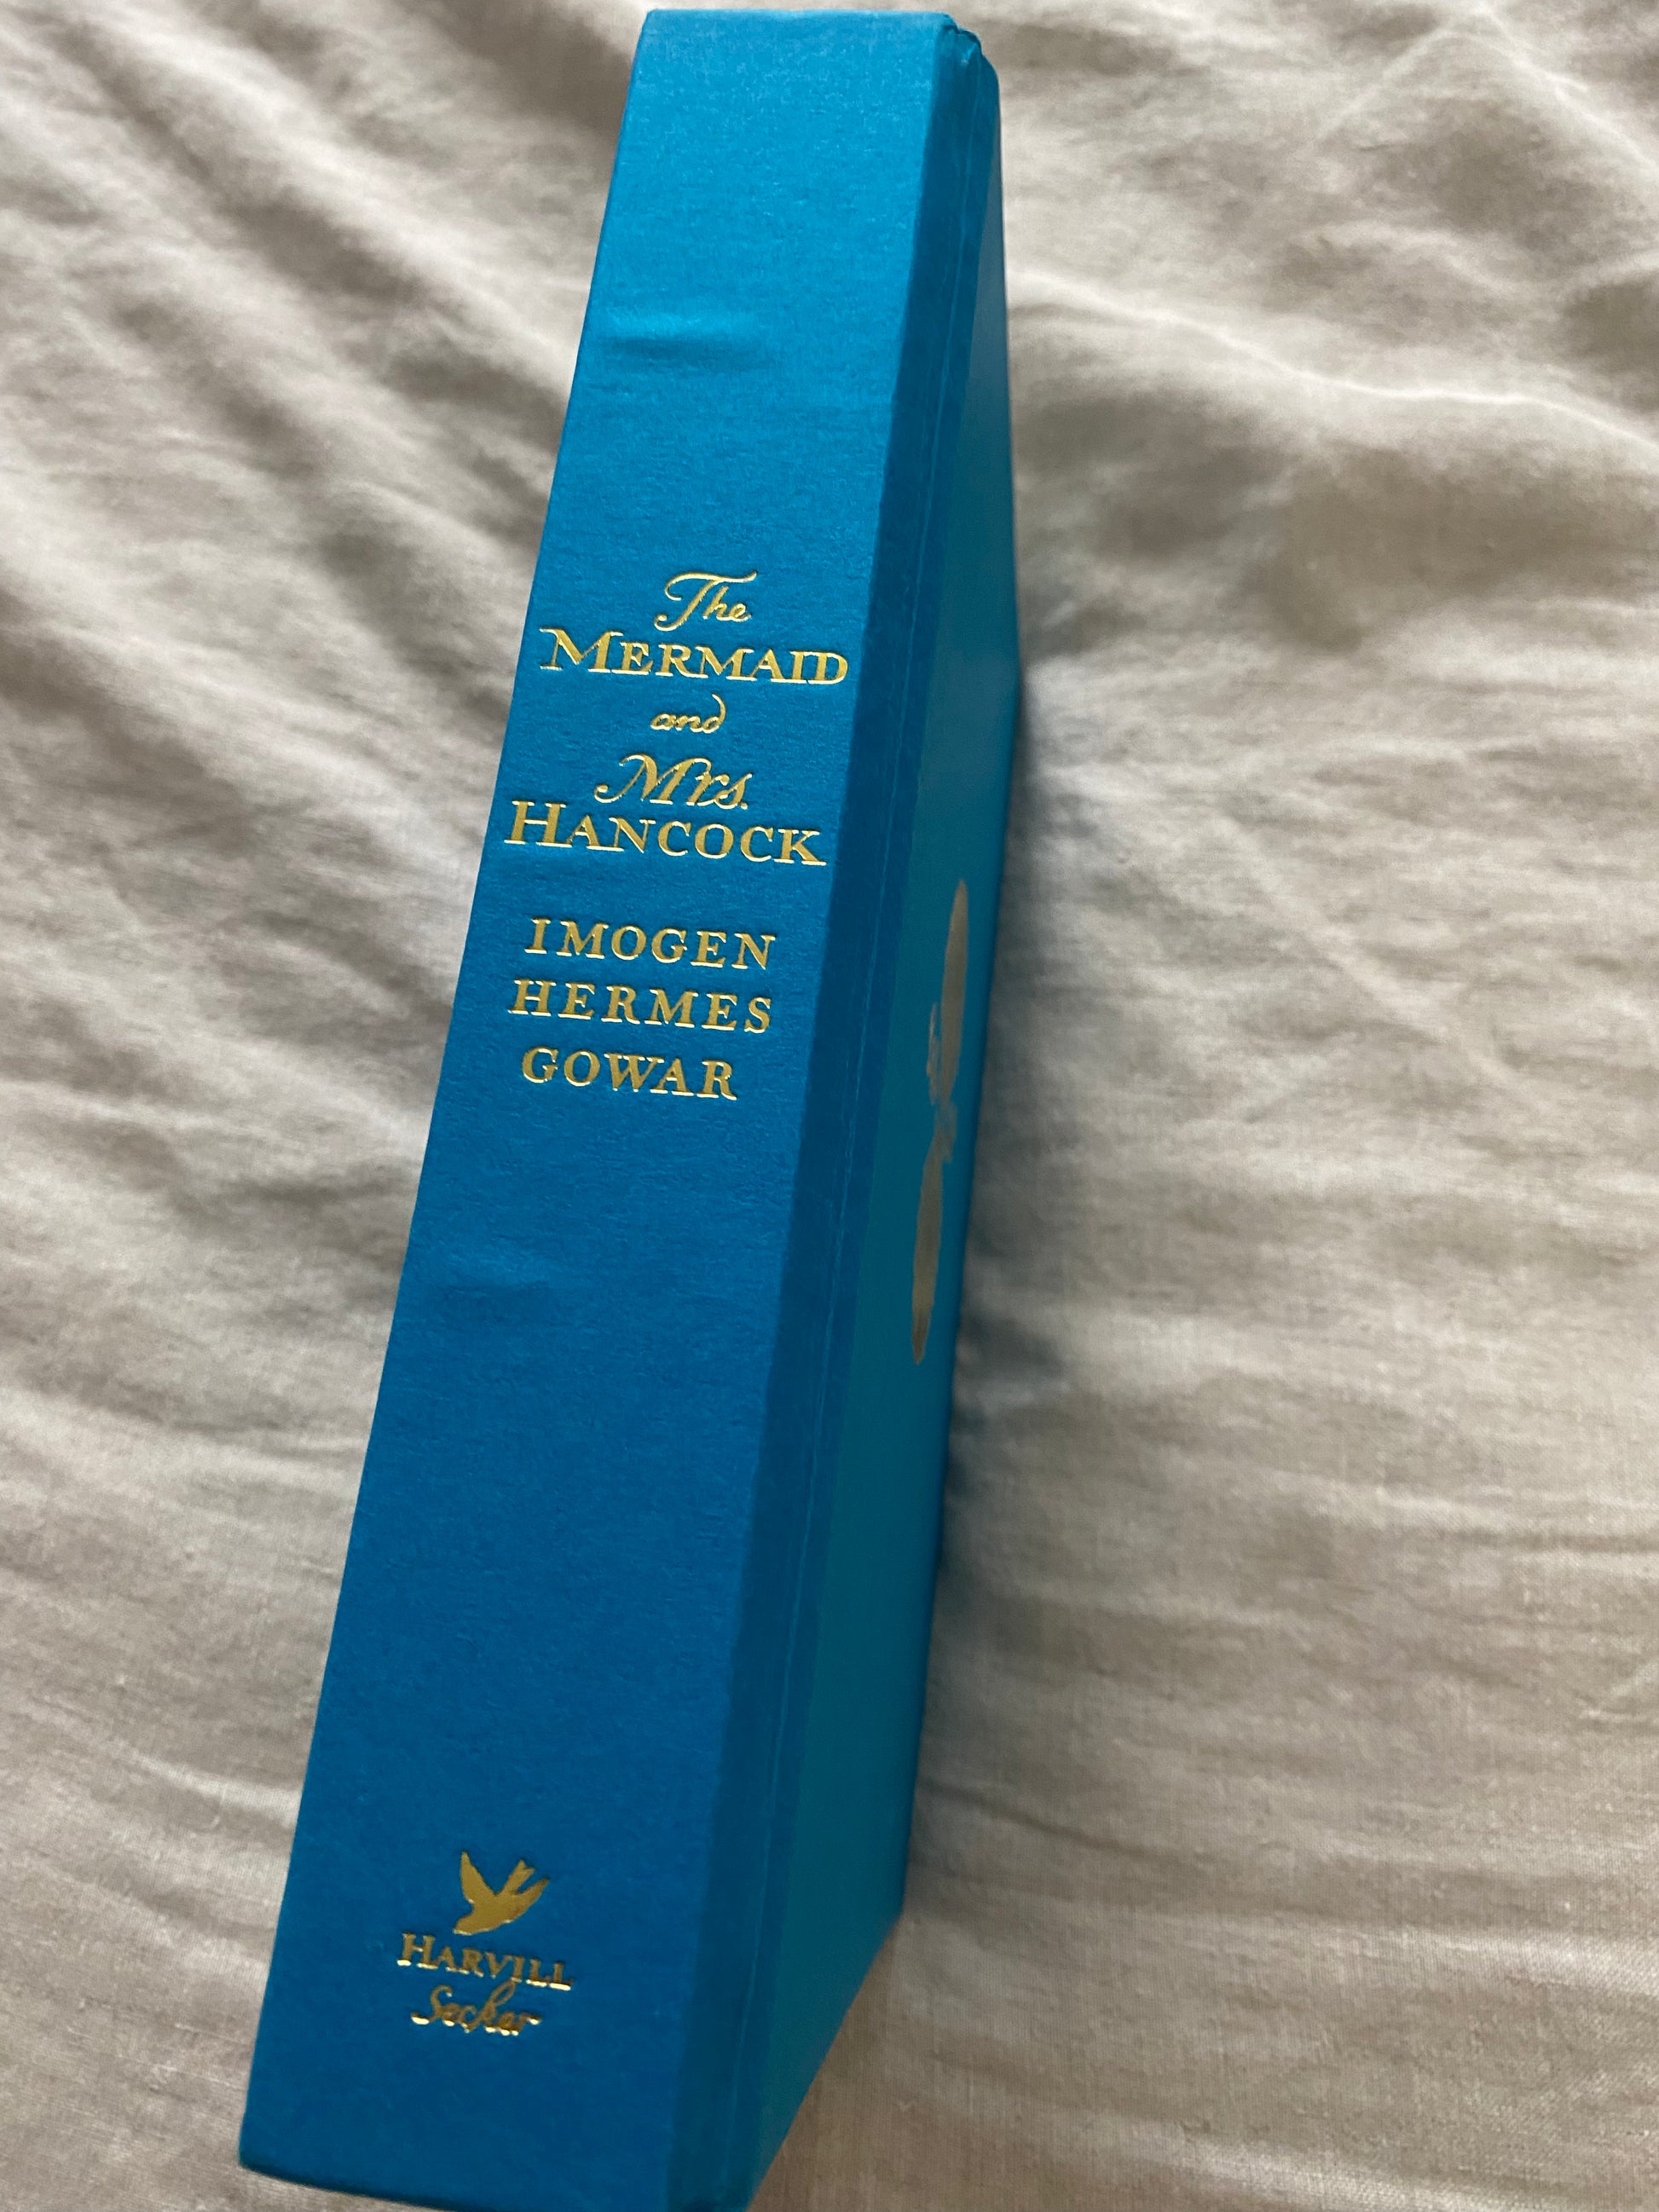 The
MERMAID
and
Mrs.
HANCOCK
IMOGEN
HERMES
GOWAR
HARVILL
Secker